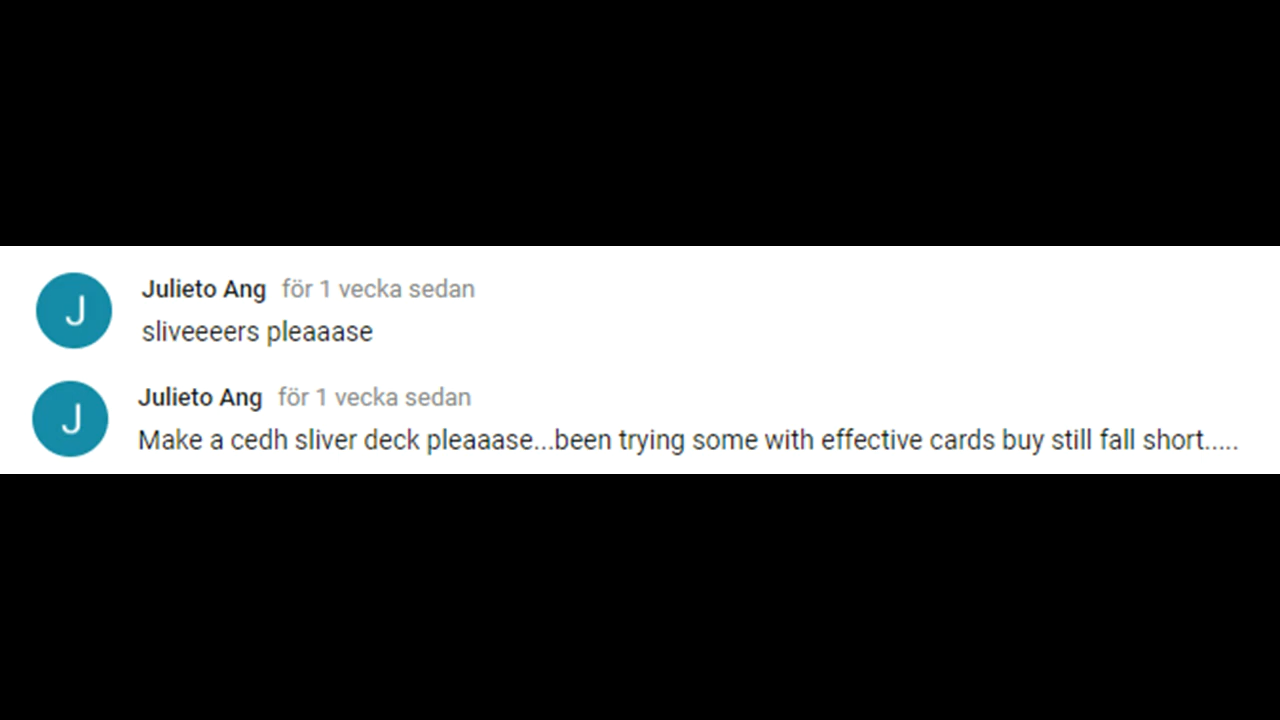 J
Julieto Ang för 1 vecka sedan
sliveeeers pleaaase
J
Julieto Ang för 1 vecka sedan
Make a cedh sliver deck pleaaase...been trying some with effective cards buy still fall short.....